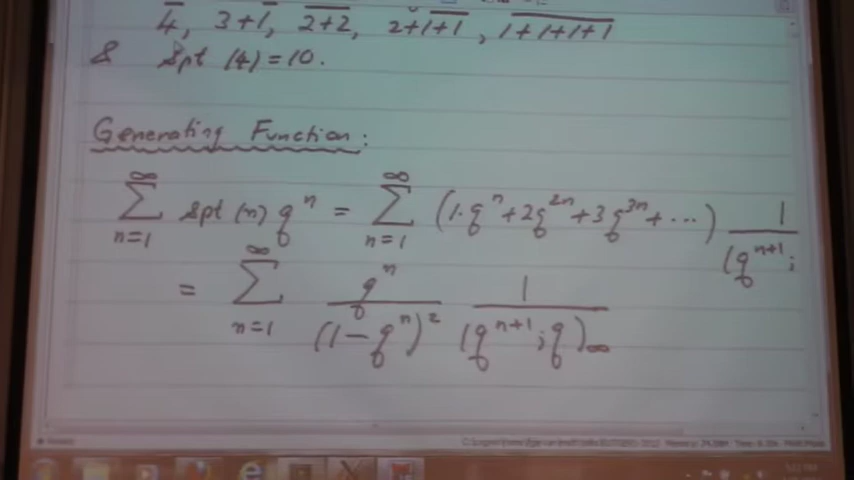 4, 3+1, 2+2, 2+1+1, 1+1+1+1
& Spt (4) = 10.
Generating Function:
∑_{n=1}^{∞} spt(n) q^n = ∑_{n=1}^{∞} (1·q^n + 2q^{2n} + 3q^{3n} + ···) 1/(q^{n+1};
= ∑_{n=1}^{∞} q^n/(1-q^n)^2 1/(q^{n+1};q)_∞